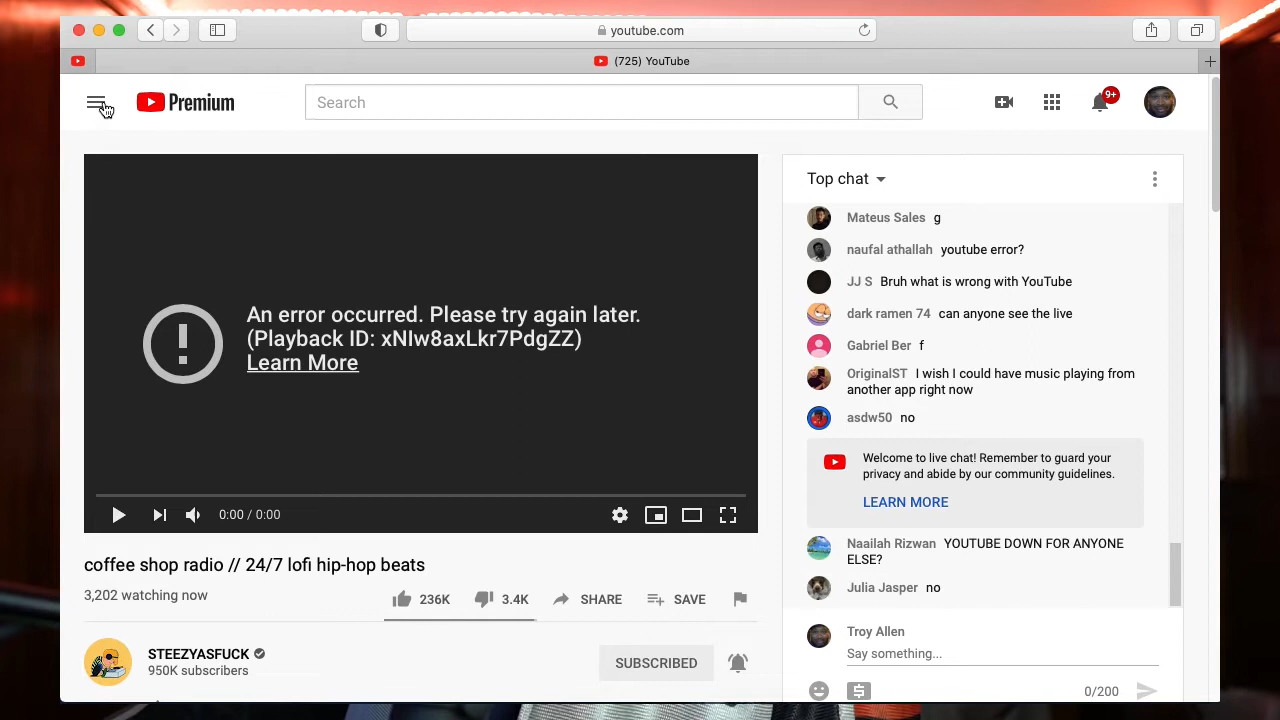 youtube.com
(725) YouTube
Premium
Search
9+
An error occurred. Please try again later.
(Playback ID: xNIw8axLkr7PdgZZ)
Learn More
0:00 / 0:00
coffee shop radio // 24/7 lofi hip-hop beats
3,202 watching now
236K
3.4K
SHARE
SAVE
STEEZYASFUCK
950K subscribers
SUBSCRIBED
Top chat
Mateus Sales g
naufal athallah youtube error?
JJ S Bruh what is wrong with YouTube
dark ramen 74 can anyone see the live
Gabriel Ber f
OriginalST I wish I could have music playing from
another app right now
asdw50 no
Welcome to live chat! Remember to guard your
privacy and abide by our community guidelines.
LEARN MORE
Naailah Rizwan YOUTUBE DOWN FOR ANYONE
ELSE?
Julia Jasper no
Troy Allen
Say something...
0/200